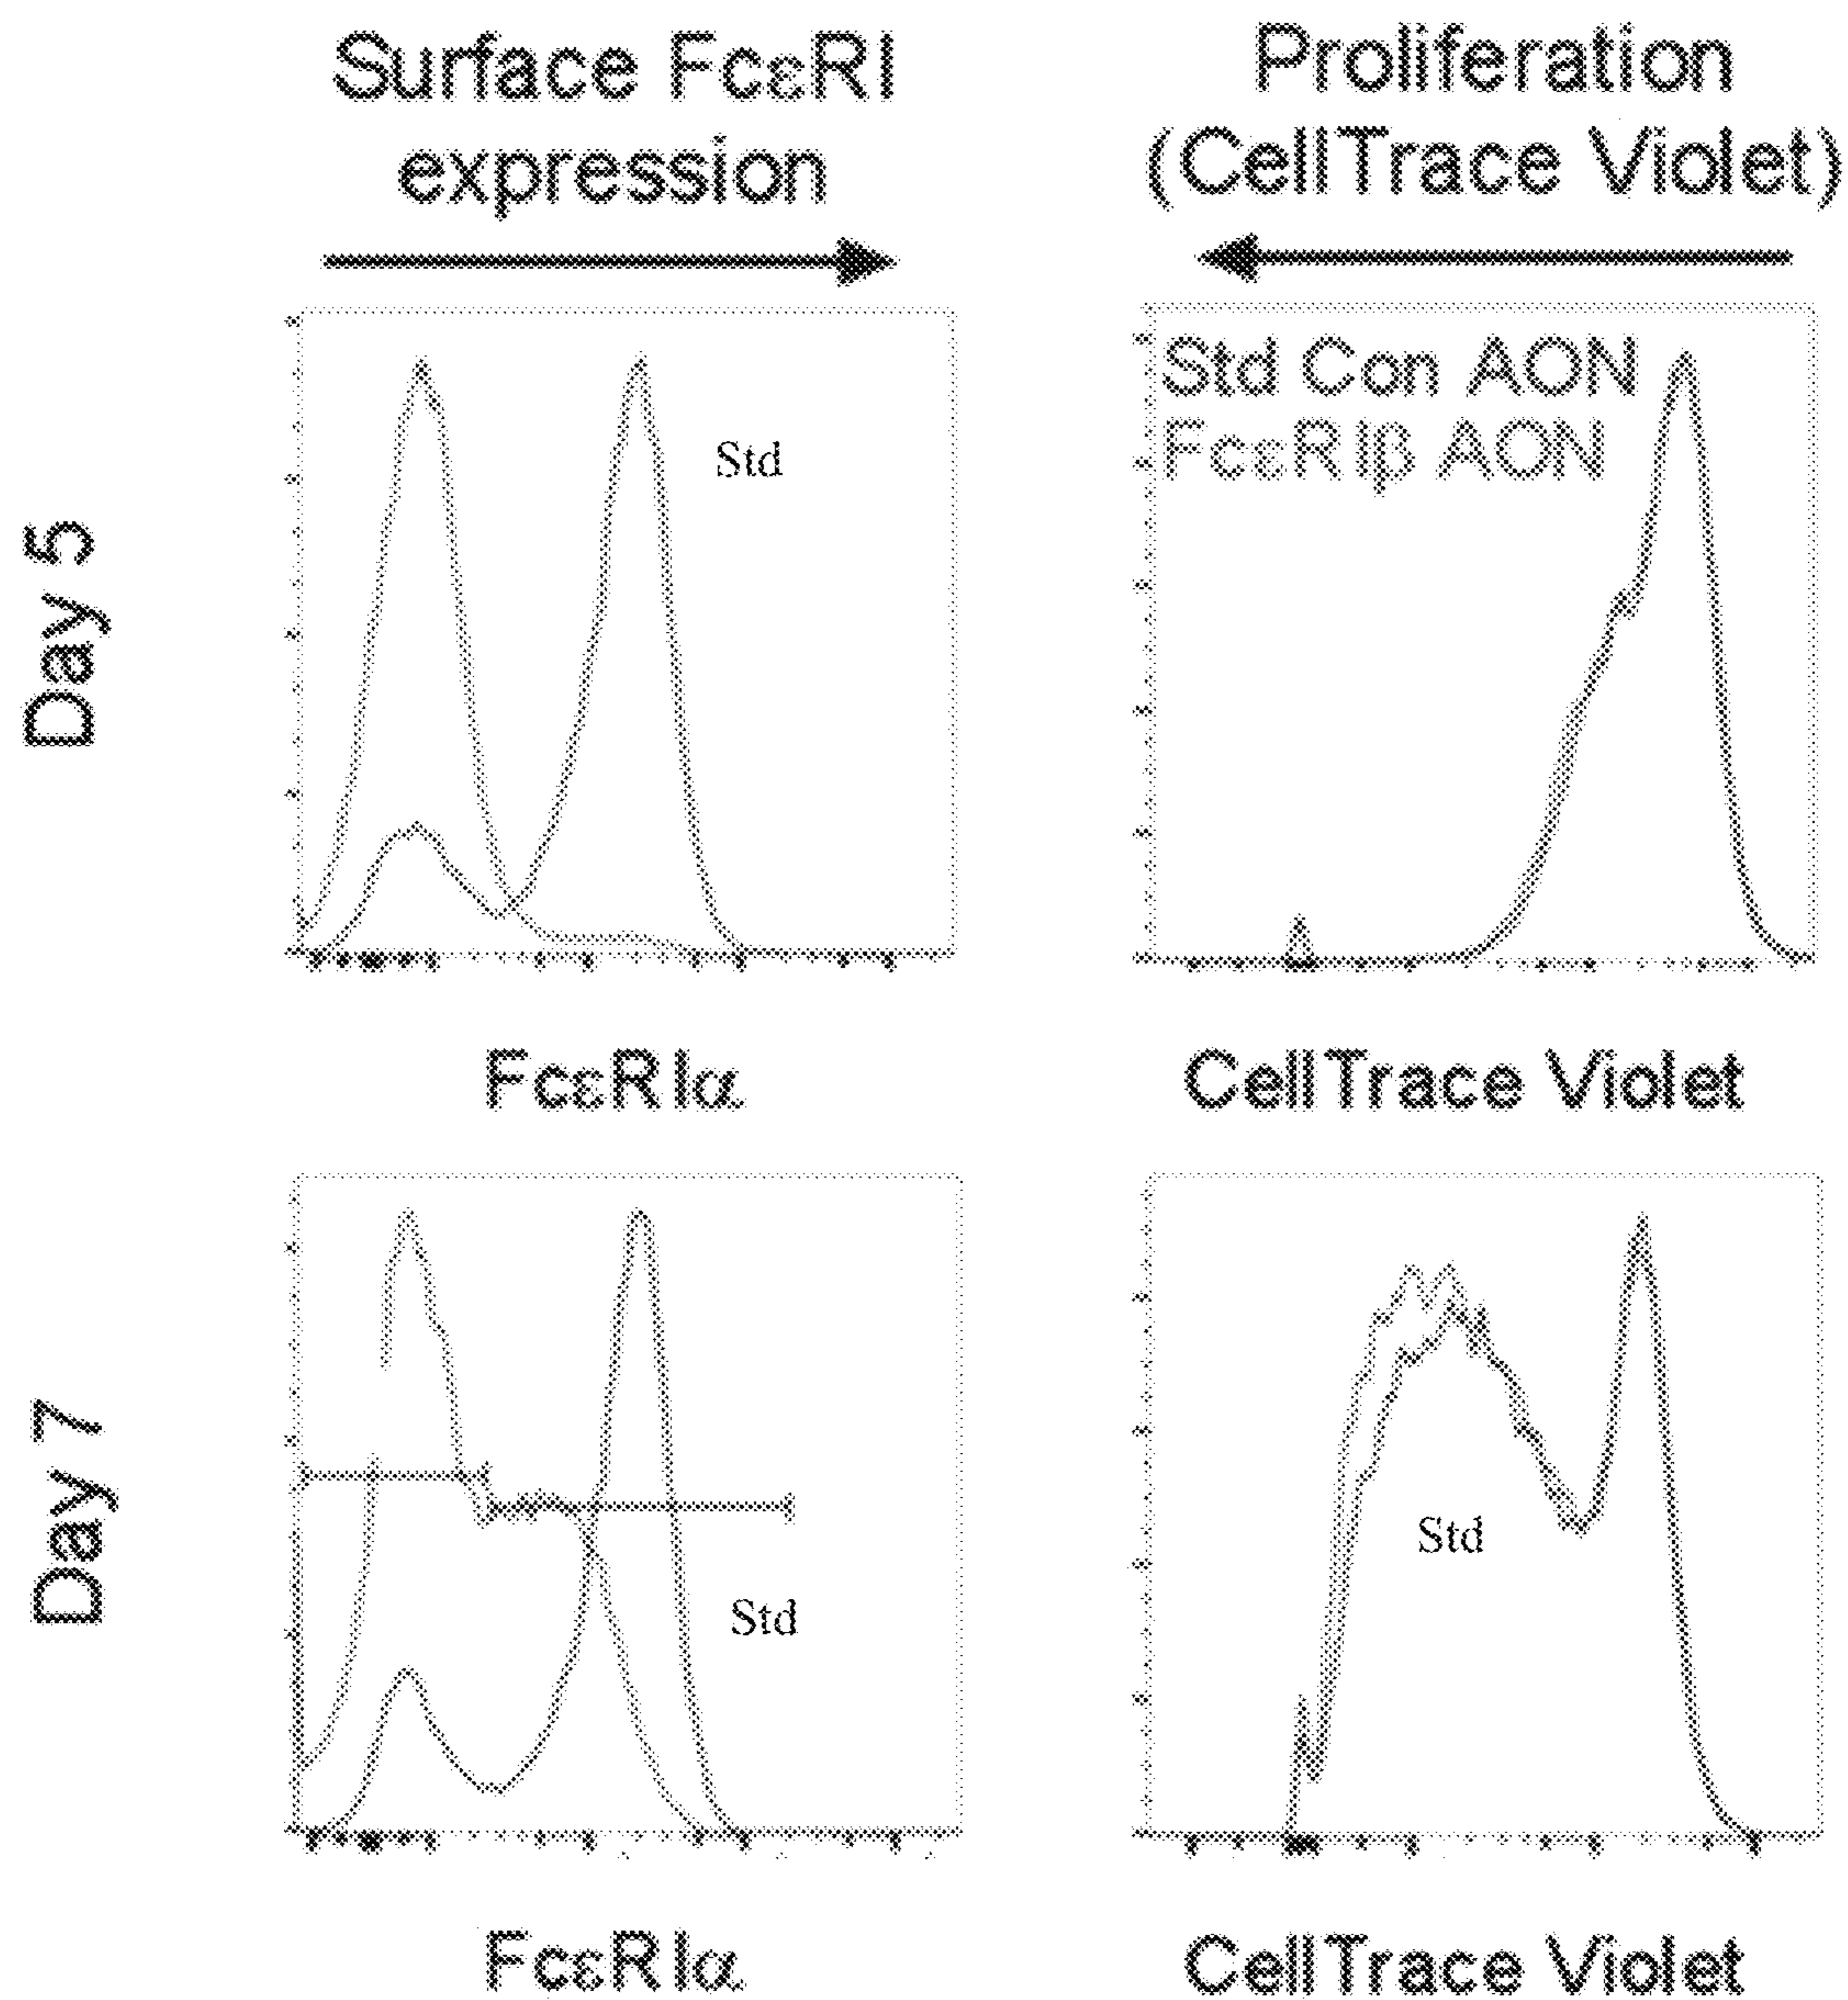 Surface FcεRI
expression
Proliferation
(CellTrace Violet)
Day 5
Std
Std Con AON
FcεRIβ AON
FcεRIα
CellTrace Violet
Day 7
Std
Std
FcεRIα
CellTrace Violet